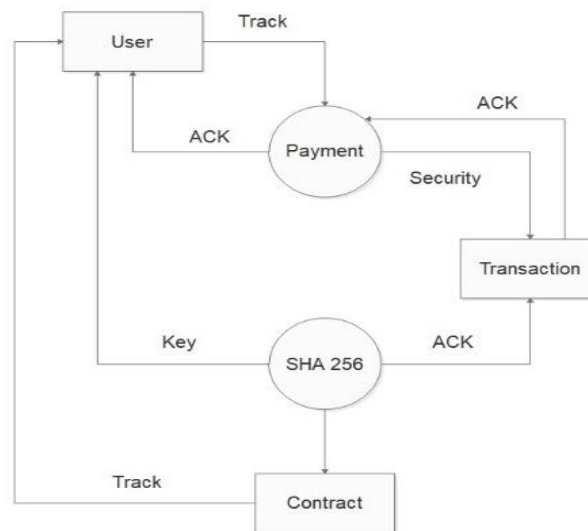 Track
User
ACK
ACK
Payment
Security
Transaction
Key
SHA 256
ACK
Track
Contract